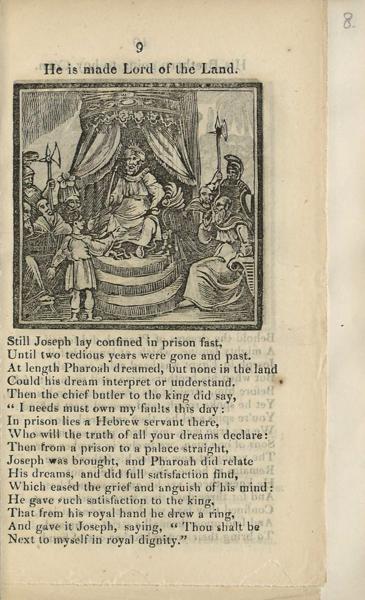 8.
9
He is made Lord of the Land.
Still Joseph lay confined in prison fast,
Until two tedious years were gone and past.
At length Pharoah dreamed, but none in the land
Could his dream interpret or understand.
Then the chief butler to the king did say,
“ I needs must own my faults this day:
In prison lies a Hebrew servant there,
Who will the truth of all your dreams declare:
Then from a prison to a palace straight,
Joseph was brought, and Pharoah did relate
His dreams, and did full satisfaction find,
Which eased the grief and anguish of his mind:
He gave such satisfaction to the king,
That from his royal hand he drew a ring,
And gave it Joseph, saying, “ Thou shalt be
Next to myself in royal dignity.”